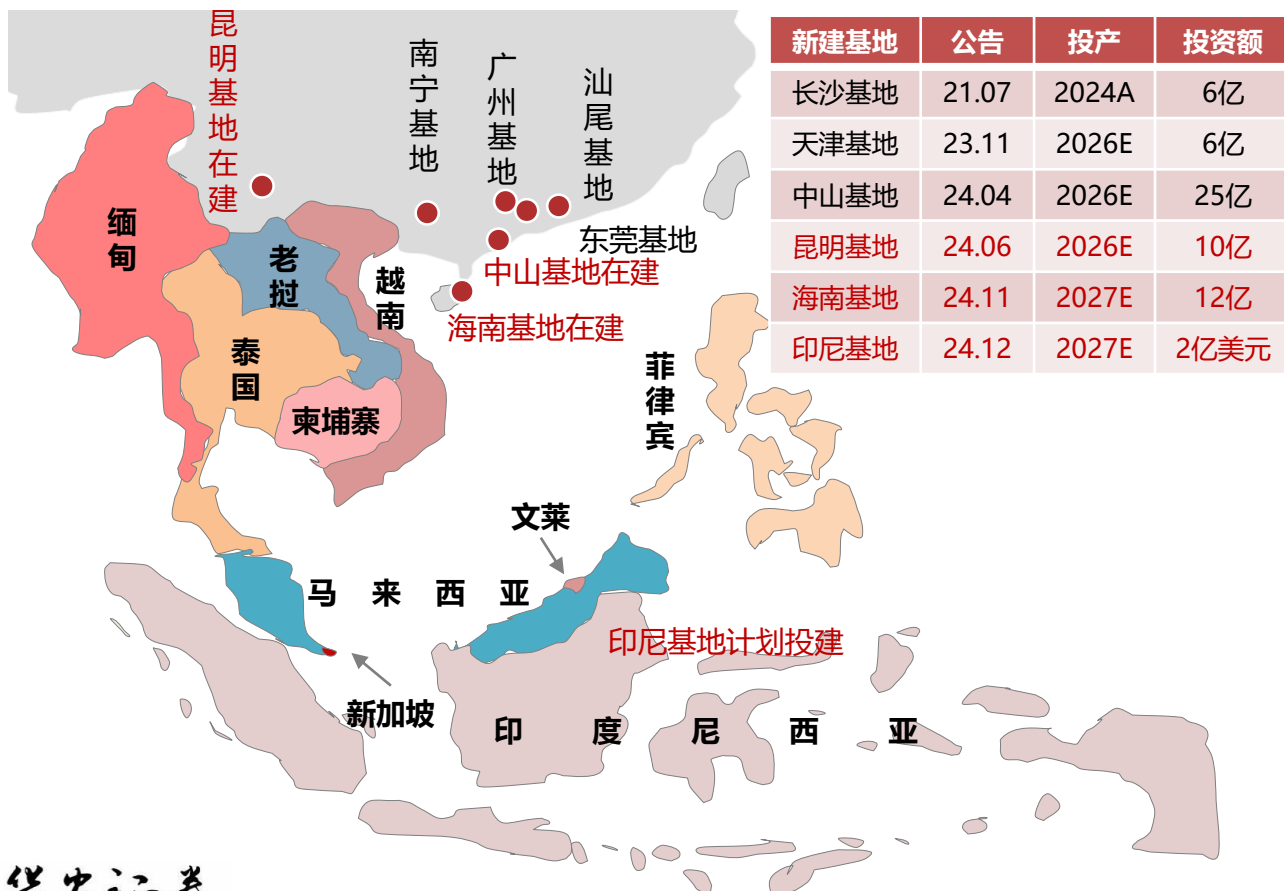 昆明基地在建
南宁基地
广州基地
汕尾基地
东莞基地
中山基地在建
海南基地在建
缅甸
老挝
越南
泰国
柬埔寨
菲律宾
文莱
马来西亚
印尼基地计划投建
新加坡
印度尼西亚
新建基地 公告 投产 投资额
长沙基地 21.07 2024A 6亿
天津基地 23.11 2026E 6亿
中山基地 24.04 2026E 25亿
昆明基地 24.06 2026E 10亿
海南基地 24.11 2027E 12亿
印尼基地 24.12 2027E 2亿美元